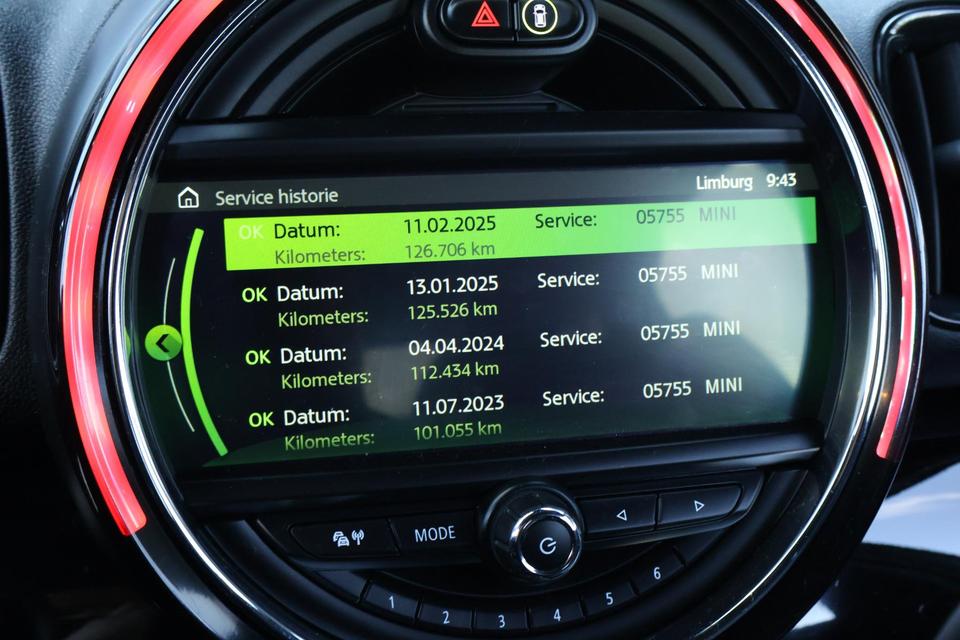 Service historie Limburg 9:43
OK Datum: 11.02.2025 Service: 05755 MINI
Kilometers: 126.706 km
OK Datum: 13.01.2025 Service: 05755 MINI
Kilometers: 125.526 km
OK Datum: 04.04.2024 Service: 05755 MINI
Kilometers: 112.434 km
OK Datum: 11.07.2023 Service: 05755 MINI
Kilometers: 101.055 km
MODE
1 2 3 4 5 6